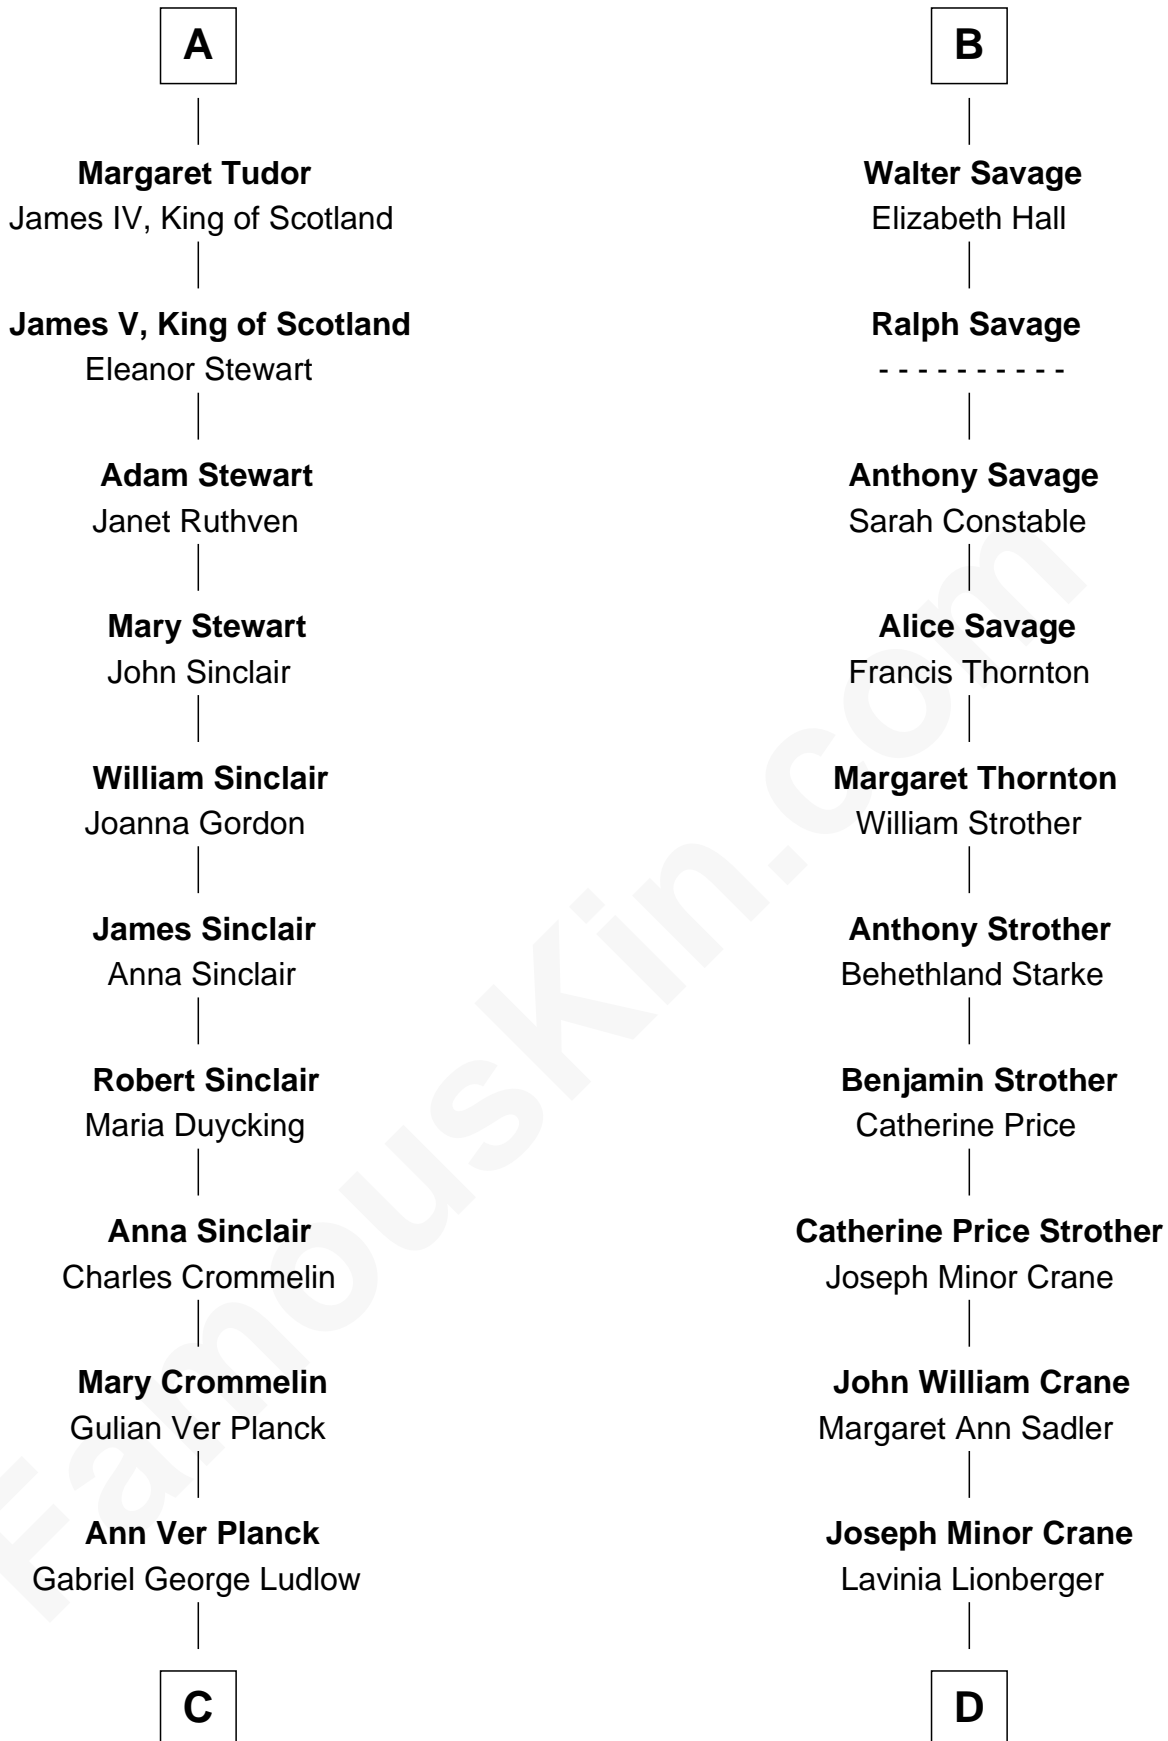 A
Margaret Tudor
James IV, King of Scotland
James V, King of Scotland
Eleanor Stewart
Adam Stewart
Janet Ruthven
Mary Stewart
John Sinclair
William Sinclair
Joanna Gordon
James Sinclair
Anna Sinclair
Robert Sinclair
Maria Duycking
Anna Sinclair
Charles Crommelin
Mary Crommelin
Gulian Ver Planck
Ann Ver Planck
Gabriel George Ludlow
C
B
Walter Savage
Elizabeth Hall
Ralph Savage
- - - - - - - - - -
Anthony Savage
Sarah Constable
Alice Savage
Francis Thornton
Margaret Thornton
William Strother
Anthony Strother
Behethland Starke
Benjamin Strother
Catherine Price
Catherine Price Strother
Joseph Minor Crane
John William Crane
Margaret Ann Sadler
Joseph Minor Crane
Lavinia Lionberger
D
FamousKin.com